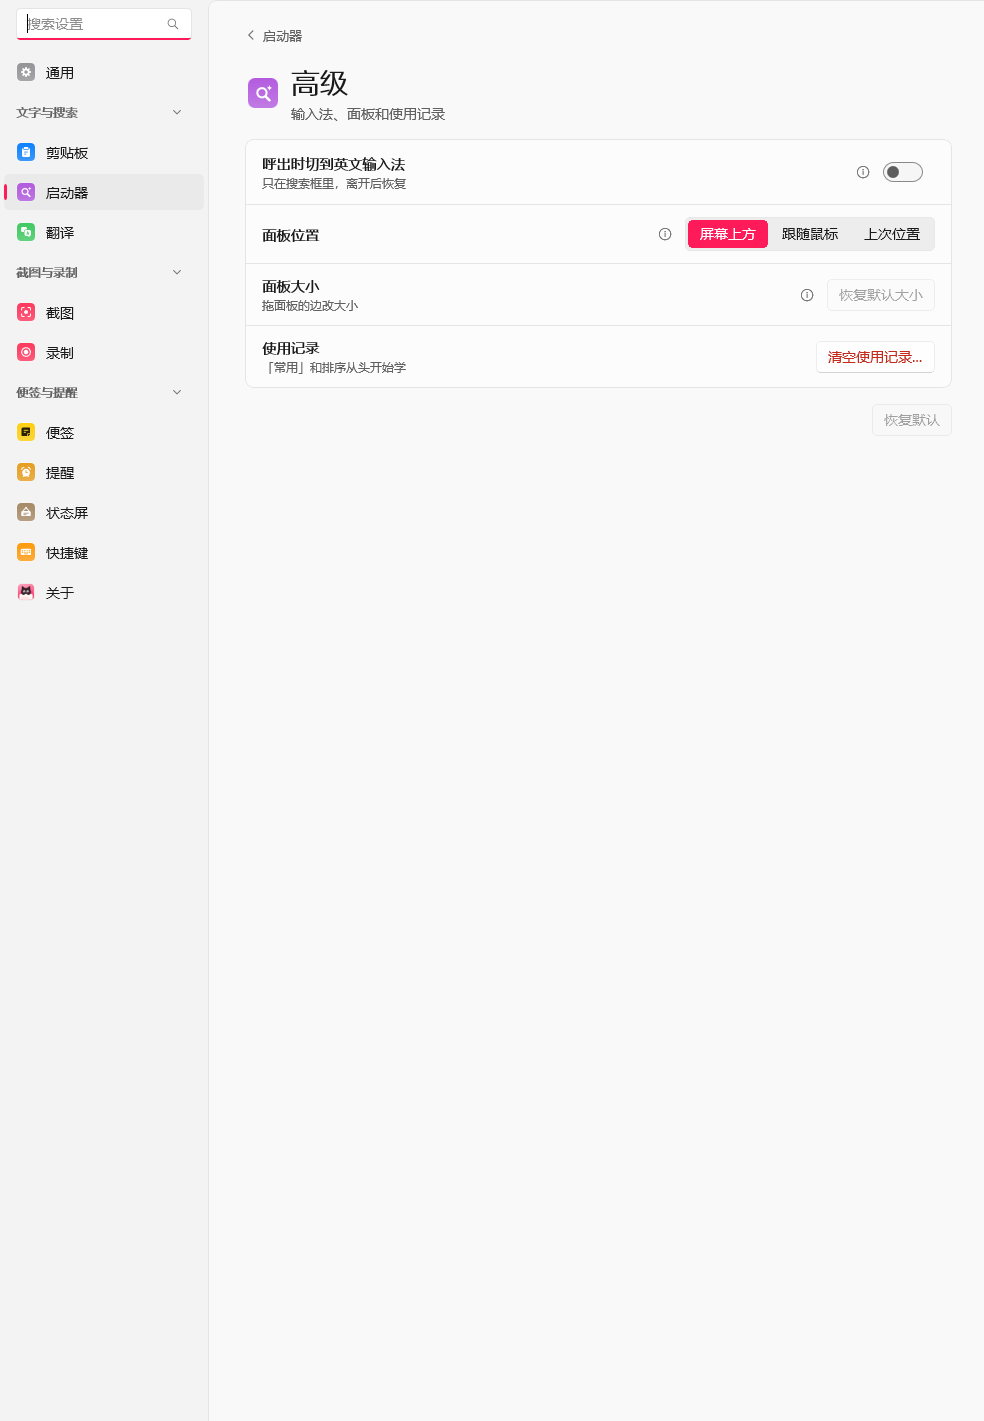 搜索设置
通用
文字与搜索
剪贴板
启动器
翻译
截图与录制
截图
录制
便签与提醒
便签
提醒
状态屏
快捷键
关于
启动器
高级
输入法、面板和使用记录
呼出时切到英文输入法
只在搜索框里，离开后恢复
面板位置
屏幕上方 跟随鼠标 上次位置
面板大小
拖面板的边改大小
恢复默认大小
使用记录
「常用」和排序从头开始学
清空使用记录...
恢复默认